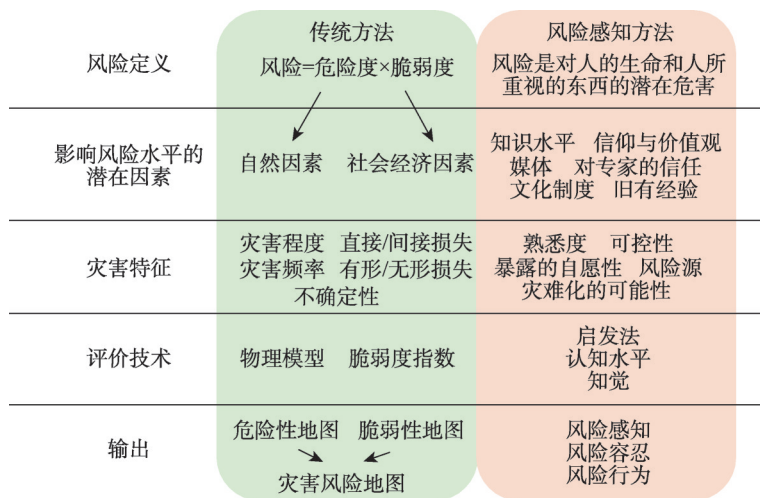 传统方法 风险感知方法
风险定义 风险=危险度×脆弱度 风险是对人的生命和人所
重视的东西的潜在危害
影响风险水平的
潜在因素
自然因素 社会经济因素
知识水平 信仰与价值观
媒体 对专家的信任
文化制度 旧有经验
灾害特征
灾害程度 直接/间接损失
灾害频率 有形/无形损失
不确定性
熟悉度 可控性
暴露的自愿性 风险源
灾难化的可能性
评价技术
物理模型 脆弱度指数
启发法
认知水平
知觉
输出
危险性地图 脆弱性地图
灾害风险地图
风险感知
风险容忍
风险行为